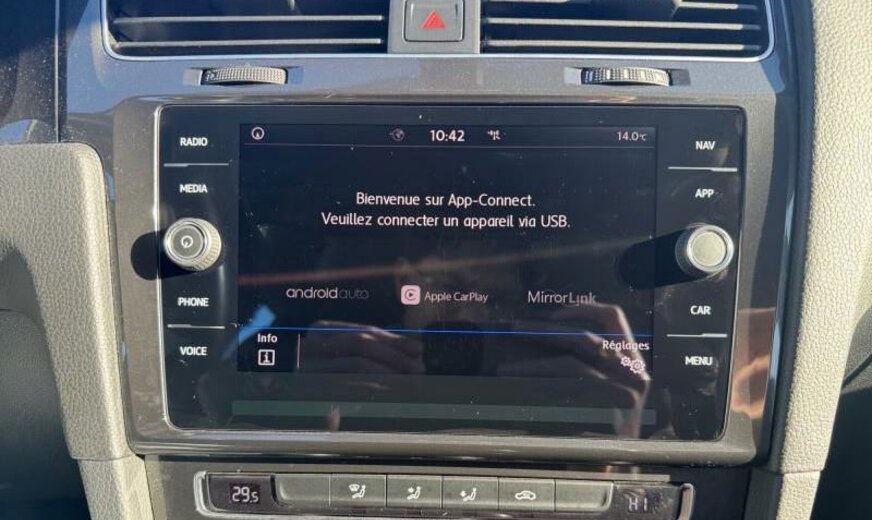 10:42
14.0°C
RADIO
NAV
MEDIA
APP
Bienvenue sur App-Connect.
Veuillez connecter un appareil via USB.
androidauto
Apple CarPlay
MirrorLink
PHONE
CAR
Info
Réglages
VOICE
MENU
29.5
HI